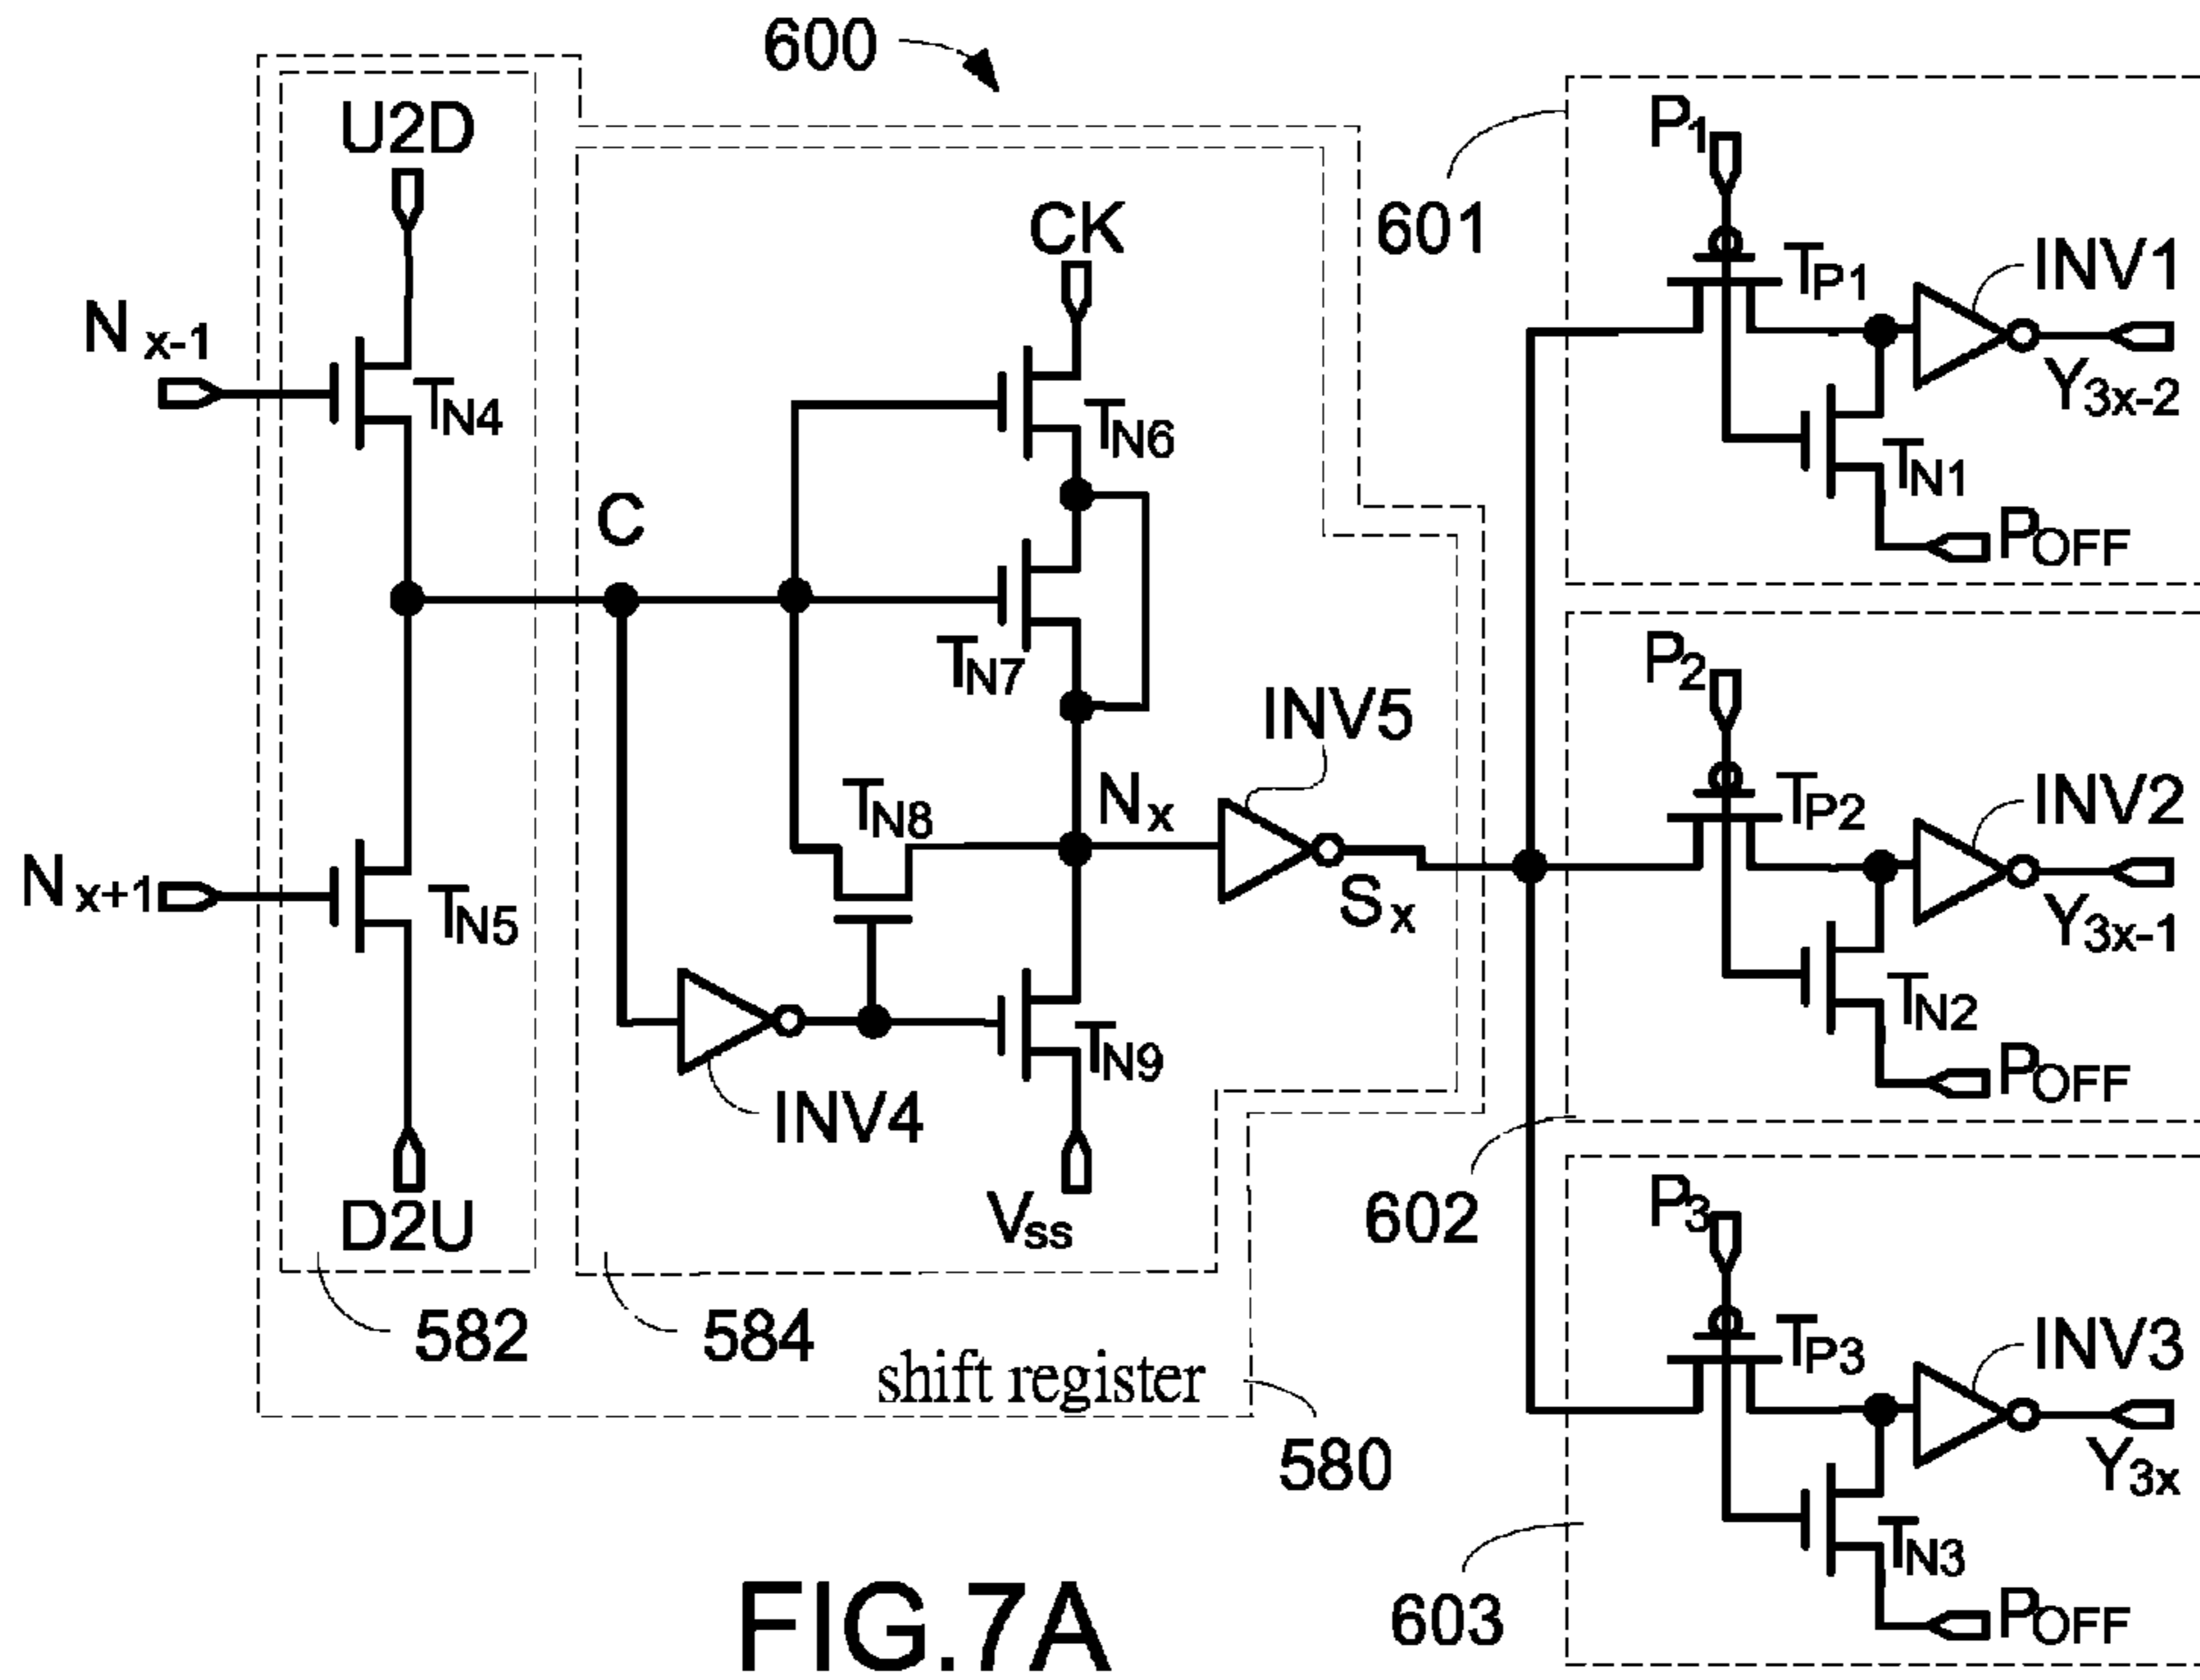 600
U2D
P1
CK
601
TP1
INV1
Nx-1
TN4
TN6
Y3x-2
TN1
C
POFF
TN7
P2
INV5
Nx
TN8
TP2
INV2
Nx+1
TN5
Sx
Y3x-1
TN2
TN9
POFF
INV4
D2U
Vss
602
P3
582
584
TP3
INV3
shift register
580
Y3x
TN3
603
POFF
FIG.7A